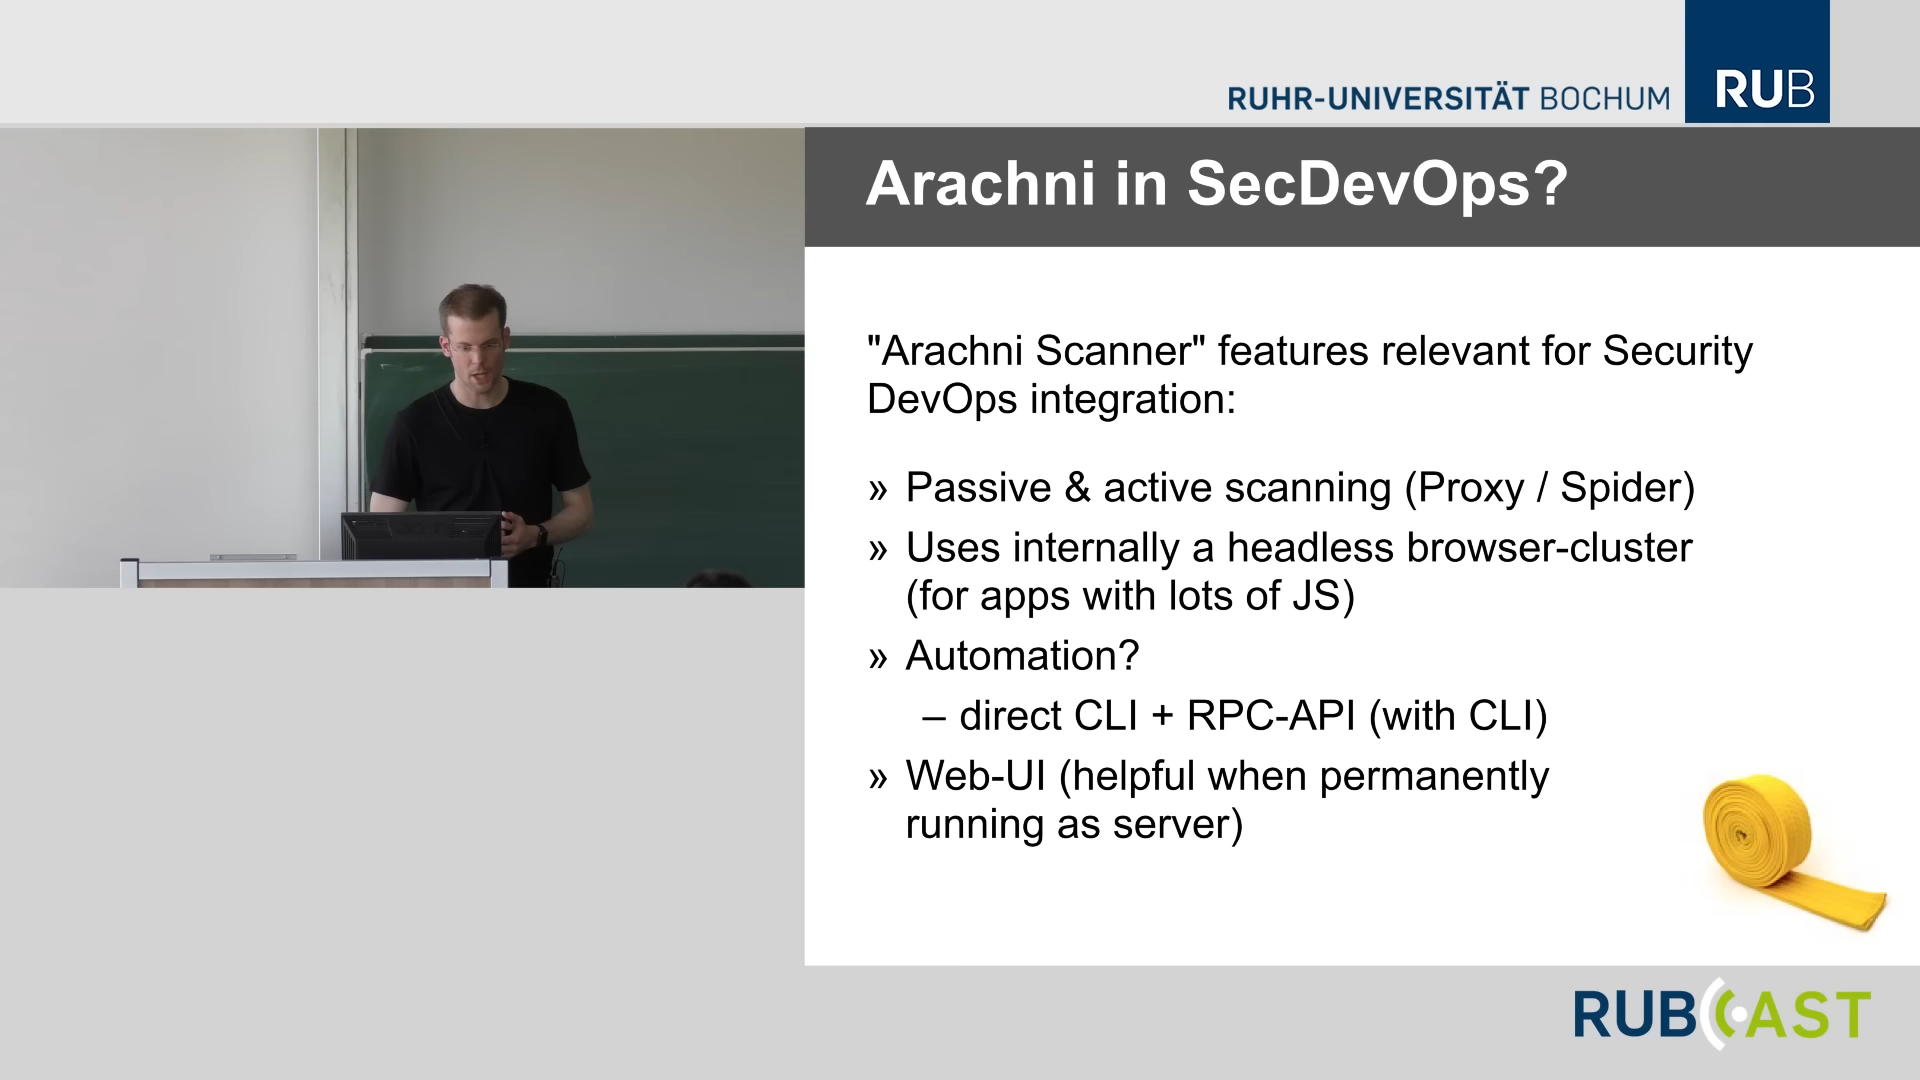 RUHR-UNIVERSITÄT BOCHUM
RUB
Arachni in SecDevOps?
"Arachni Scanner" features relevant for Security
DevOps integration:
» Passive & active scanning (Proxy / Spider)
» Uses internally a headless browser-cluster
(for apps with lots of JS)
» Automation?
– direct CLI + RPC-API (with CLI)
» Web-UI (helpful when permanently
running as server)
RUBCAST